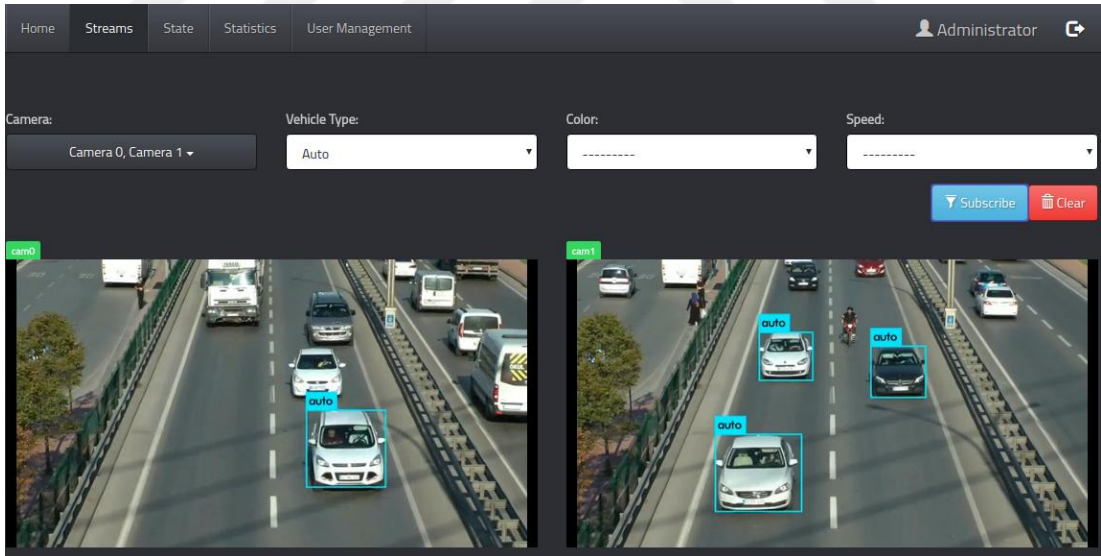 Home Streams State Statistics User Management Administrator
Camera: Vehicle Type: Color: Speed:
Camera 0, Camera 1 Auto --------- ---------
Subscribe Clear
cam0 cam1
auto
auto
auto
auto
OKUL